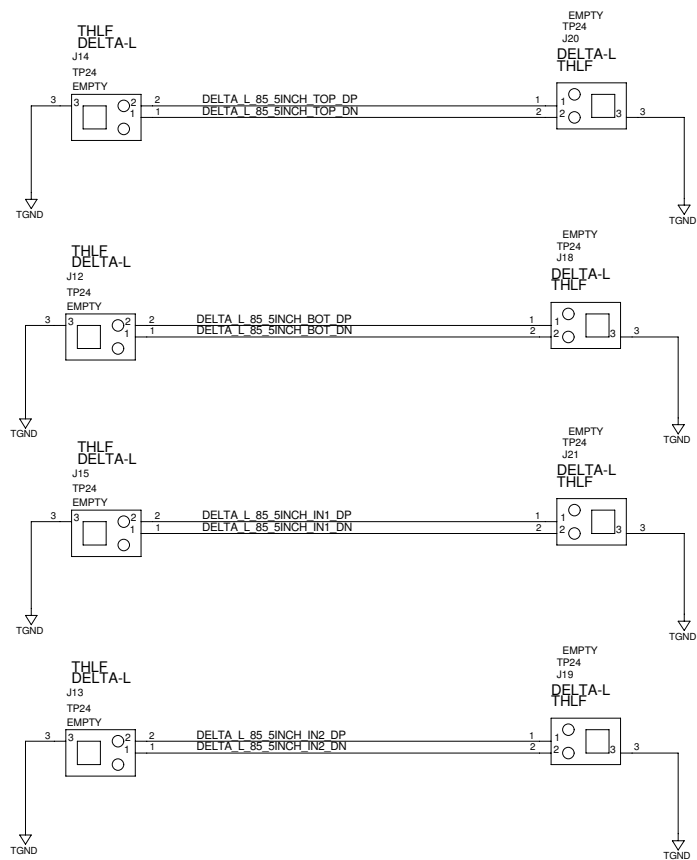 THLF
DELTA-L
J14
TP24
EMPTY
3
3
2
1
2
1
DELTA_L_85_5INCH_TOP_DP
DELTA_L_85_5INCH_TOP_DN
EMPTY
TP24
J20
DELTA-L
THLF
1
2
1
2
3
3
TGND
TGND
THLF
DELTA-L
J12
TP24
EMPTY
3
3
2
1
2
1
DELTA_L_85_5INCH_BOT_DP
DELTA_L_85_5INCH_BOT_DN
EMPTY
TP24
J18
DELTA-L
THLF
1
2
1
2
3
3
TGND
TGND
THLF
DELTA-L
J15
TP24
EMPTY
3
3
2
1
2
1
DELTA_L_85_5INCH_IN1_DP
DELTA_L_85_5INCH_IN1_DN
EMPTY
TP24
J21
DELTA-L
THLF
1
2
1
2
3
3
TGND
TGND
THLF
DELTA-L
J13
TP24
EMPTY
3
3
2
1
2
1
DELTA_L_85_5INCH_IN2_DP
DELTA_L_85_5INCH_IN2_DN
EMPTY
TP24
J19
DELTA-L
THLF
1
2
1
2
3
3
TGND
TGND